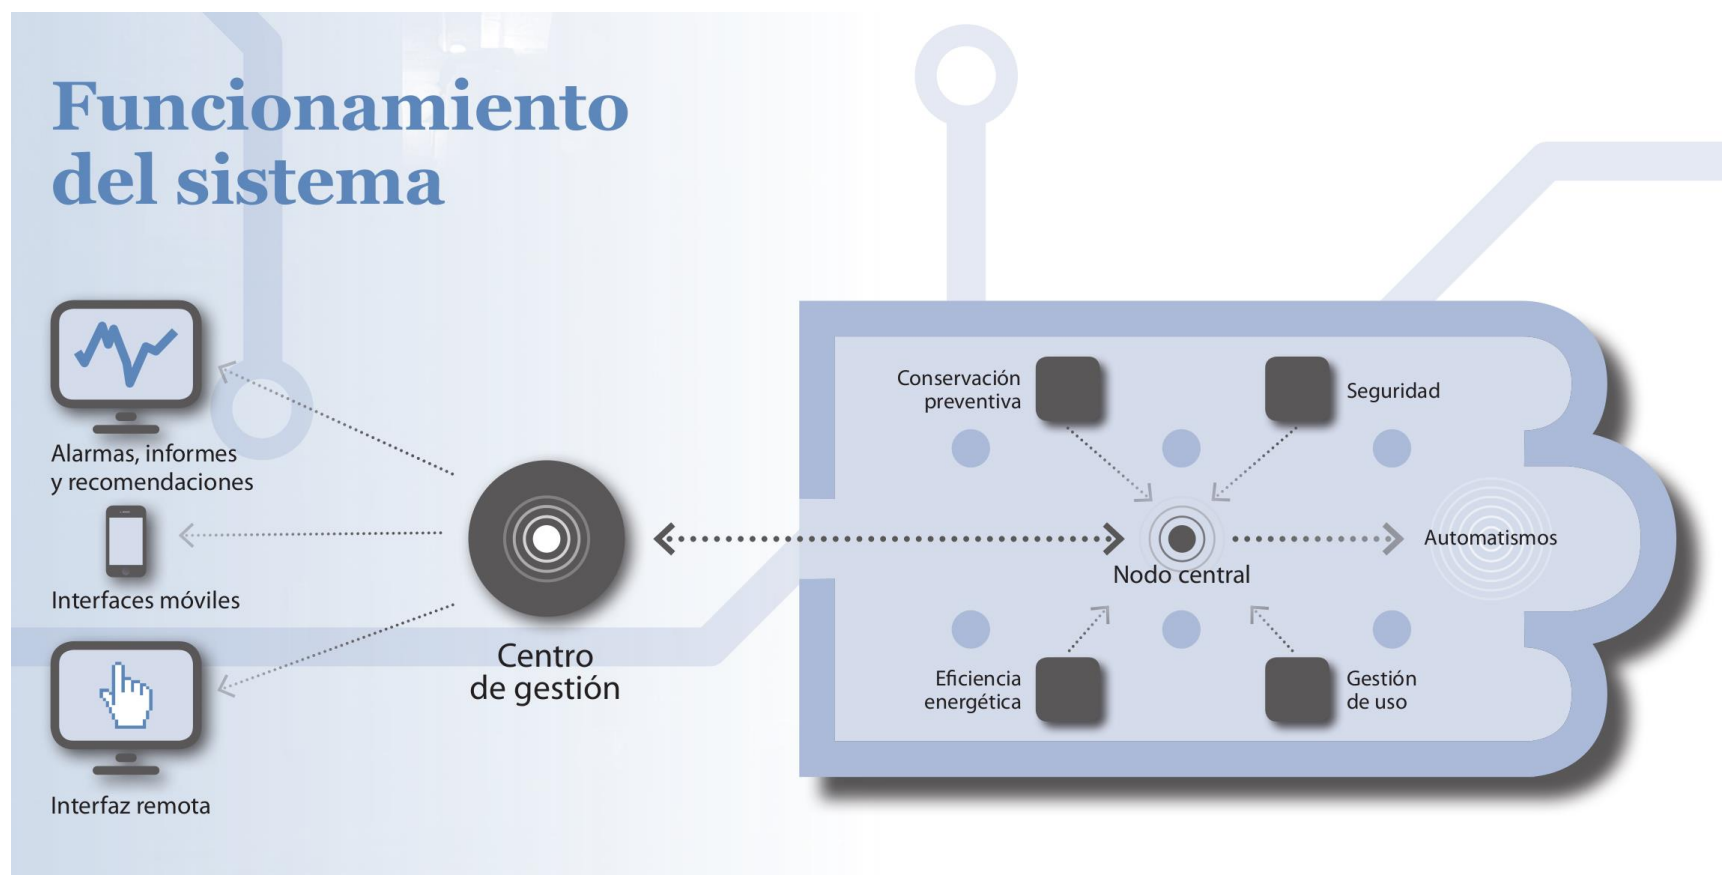 Funcionamiento
del sistema
Alarmas, informes
y recomendaciones
Interfaces móviles
Interfaz remota
Centro
de gestión
Conservación
preventiva
Seguridad
Nodo central
Automatismos
Eficiencia
energética
Gestión
de uso